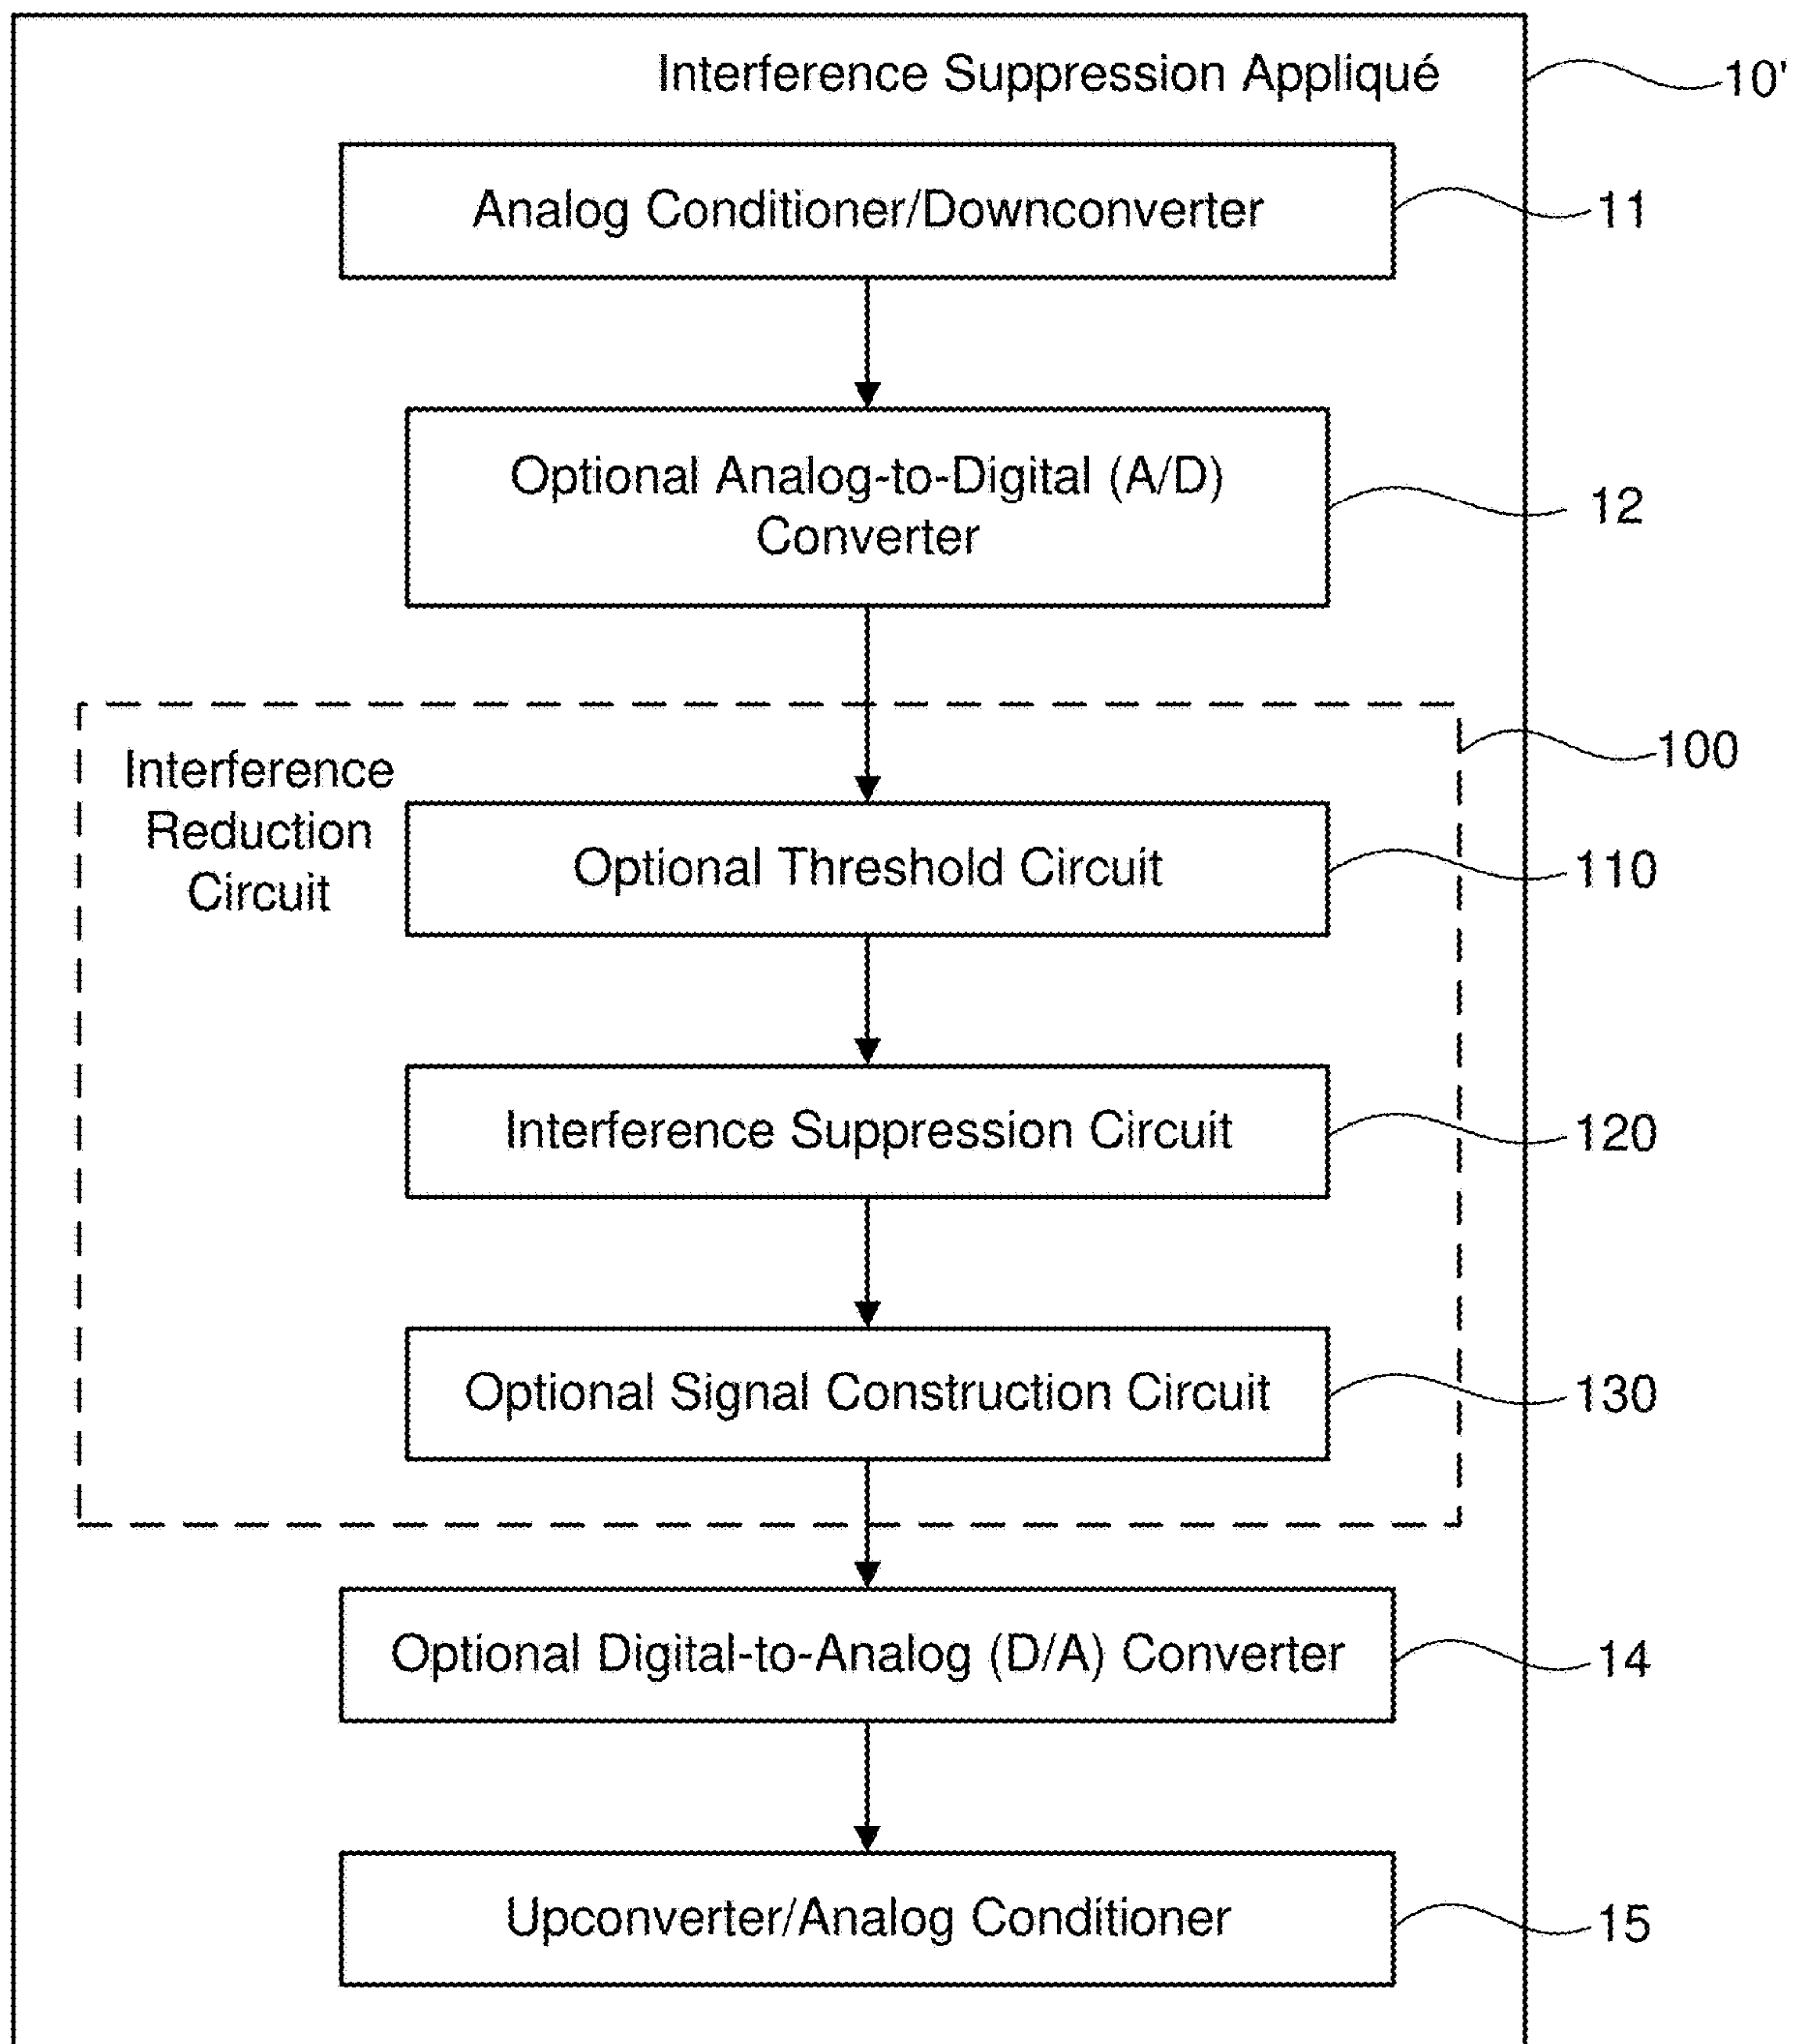 Interference Suppression Appliqué
10'
Analog Conditioner/Downconverter
11
Optional Analog-to-Digital (A/D)
Converter
12
Interference
Reduction
Circuit
100
Optional Threshold Circuit
110
Interference Suppression Circuit
120
Optional Signal Construction Circuit
130
Optional Digital-to-Analog (D/A) Converter
14
Upconverter/Analog Conditioner
15